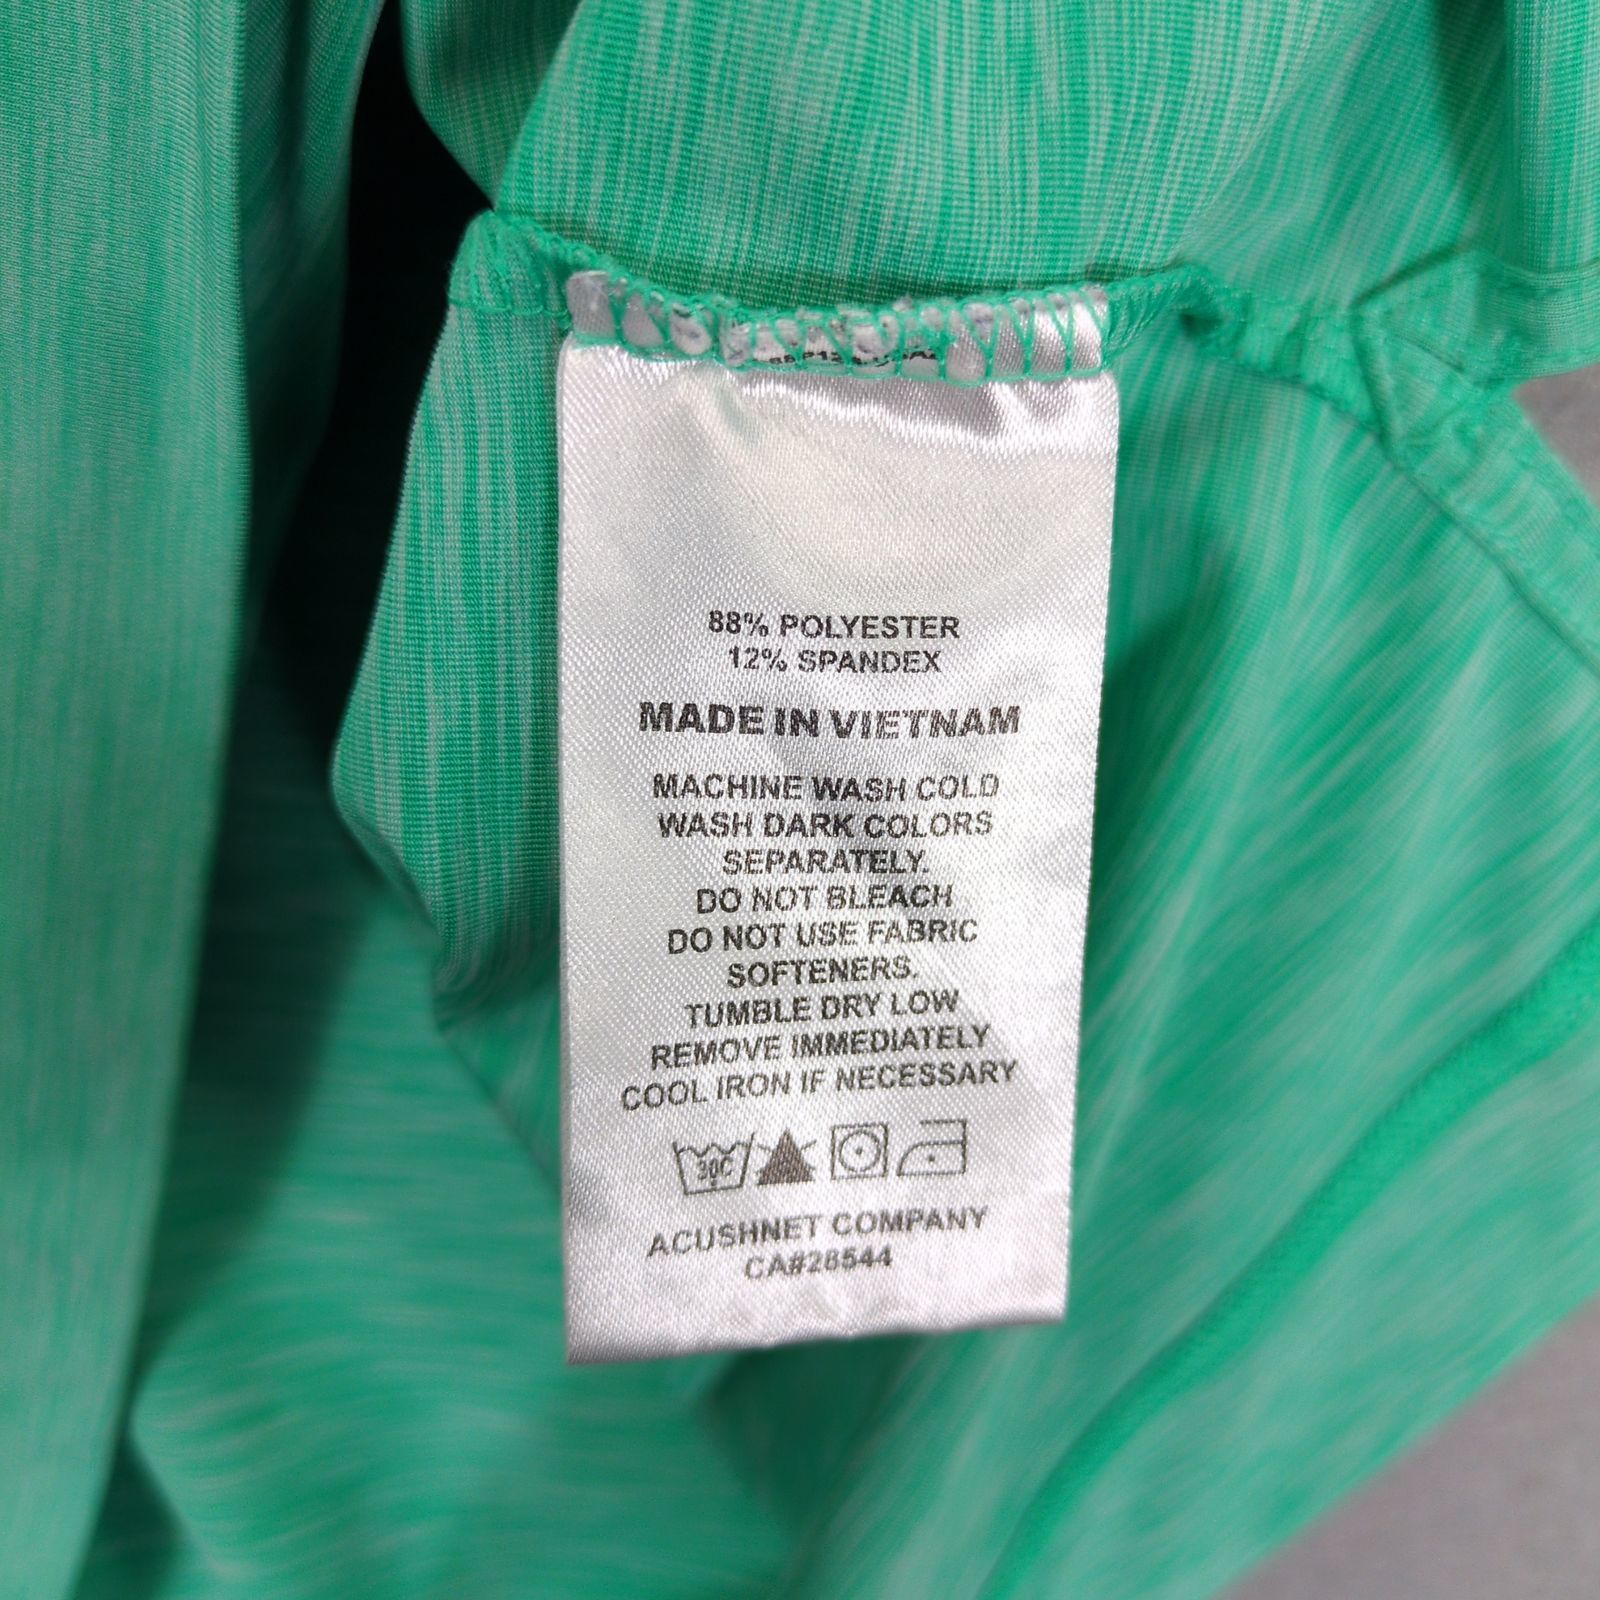 88% POLYESTER
12% SPANDEX
MADE IN VIETNAM
MACHINE WASH COLD
WASH DARK COLORS
SEPARATELY.
DO NOT BLEACH
DO NOT USE FABRIC
SOFTENERS.
TUMBLE DRY LOW
REMOVE IMMEDIATELY
COOL IRON IF NECESSARY
30C
ACUSHNET COMPANY
CA#28544